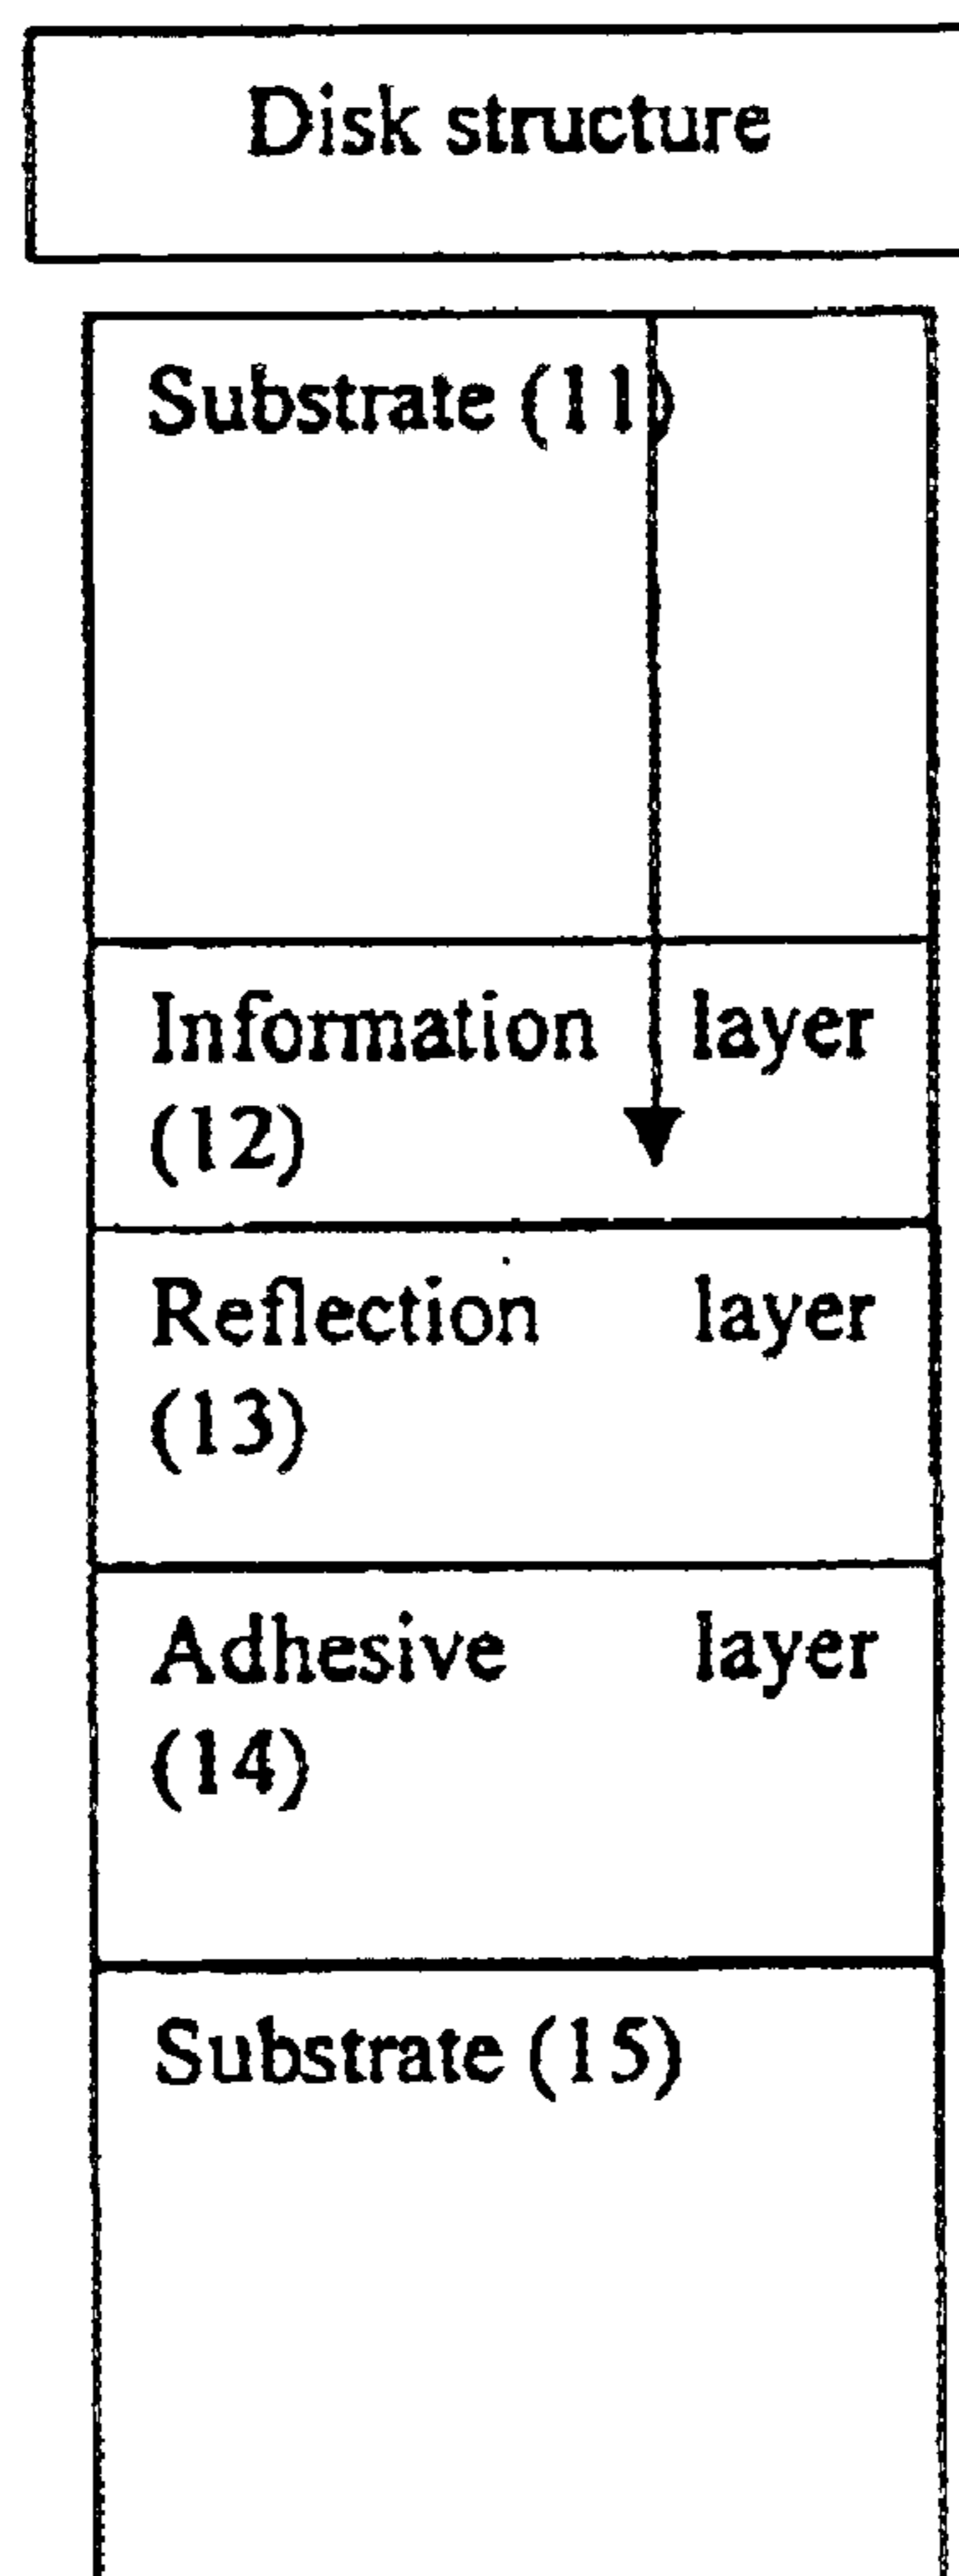 Disk structure
Substrate (11)
Information layer
(12)
Reflection layer
(13)
Adhesive layer
(14)
Substrate (15)